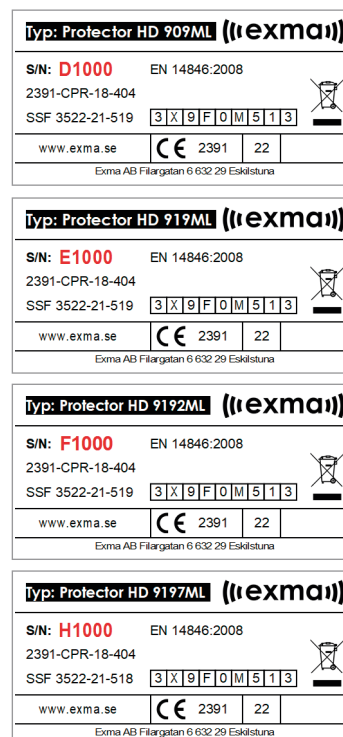 Typ: Protector HD 909ML exma
S/N: D1000 EN 14846:2008
2391-CPR-18-404
SSF 3522-21-519 3 X 9 F 0 M 5 1 3
www.exma.se CE 2391 22
Exma AB Filargatan 6 632 29 Eskilstuna
Typ: Protector HD 919ML exma
S/N: E1000 EN 14846:2008
2391-CPR-18-404
SSF 3522-21-519 3 X 9 F 0 M 5 1 3
www.exma.se CE 2391 22
Exma AB Filargatan 6 632 29 Eskilstuna
Typ: Protector HD 9192ML exma
S/N: F1000 EN 14846:2008
2391-CPR-18-404
SSF 3522-21-519 3 X 9 F 0 M 5 1 3
www.exma.se CE 2391 22
Exma AB Filargatan 6 632 29 Eskilstuna
Typ: Protector HD 9197ML exma
S/N: H1000 EN 14846:2008
2391-CPR-18-404
SSF 3522-21-518 3 X 9 F 0 M 5 1 3
www.exma.se CE 2391 22
Exma AB Filargatan 6 632 29 Eskilstuna